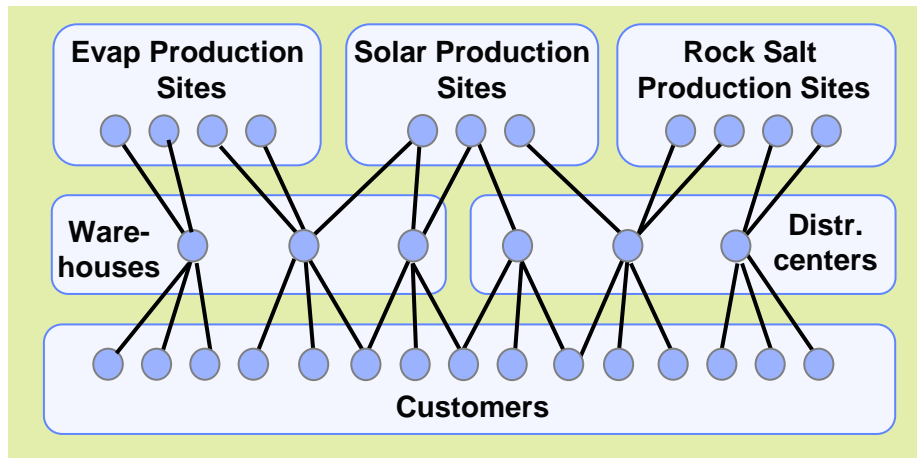 Evap Production
Sites
Solar Production
Sites
Rock Salt
Production Sites
Ware-
houses
Distr.
centers
Customers